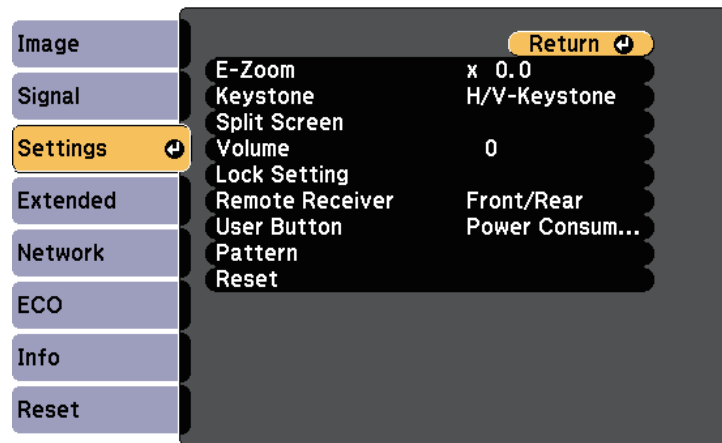 Image
Signal
Settings
Extended
Network
ECO
Info
Reset
Return
E-Zoom x 0.0
Keystone H/V-Keystone
Split Screen
Volume 0
Lock Setting
Remote Receiver Front/Rear
User Button Power Consum...
Pattern
Reset